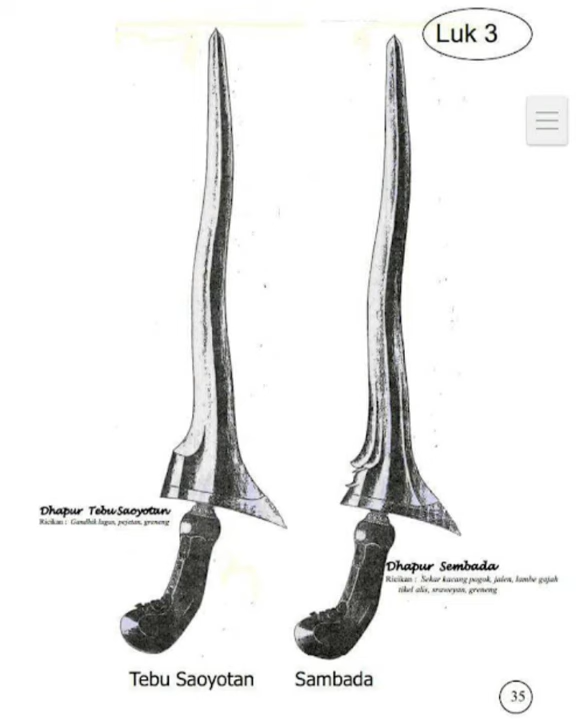 Luk 3
Dhapur Tebu Saoyotan
Ricikan : Gandhik lugus, pejetan, greneng
Dhapur Sembada
Ricikan : Sekar kacang pogok, jalen, lambe gajah
tikel alis, sraweyan, greneng
Tebu Saoyotan
Sambada
35